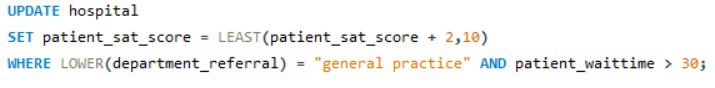 UPDATE hospital
SET patient_sat_score = LEAST(patient_sat_score + 2,10)
WHERE LOWER(department_referral) = "general practice" AND patient_waittime > 30;